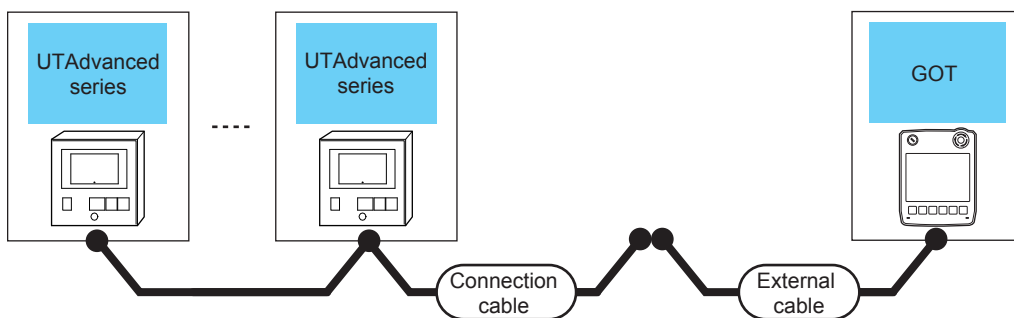 UTAdvanced
series
UTAdvanced
series
GOT
Connection
cable
External
cable